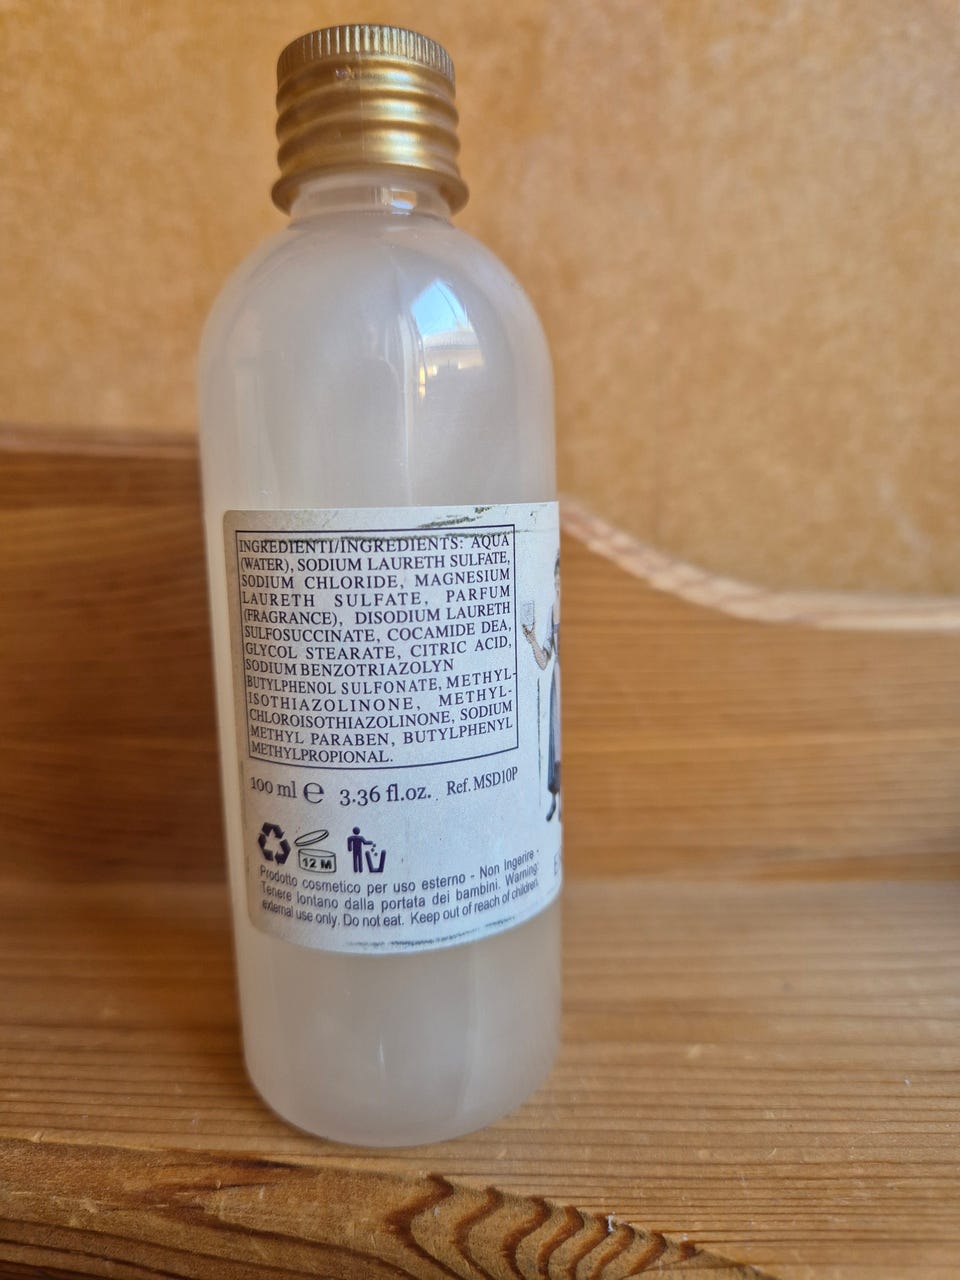 INGREDIENTI/INGREDIENTS: AQUA
(WATER), SODIUM LAURETH SULFATE,
SODIUM CHLORIDE, MAGNESIUM
LAURETH SULFATE, PARFUM
(FRAGRANCE), DISODIUM LAURETH
SULFOSUCCINATE, COCAMIDE DEA,
GLYCOL STEARATE, CITRIC ACID,
SODIUM BENZOTRIAZOLYN
BUTYLPHENOL SULFONATE, METHYL-
ISOTHIAZOLINONE, METHYL-
CHLOROISOTHIAZOLINONE, SODIUM
METHYL PARABEN, BUTYLPHENYL
METHYLPROPIONAL.
100 ml e 3.36 fl.oz. Ref. MSD10P
12 M
Prodotto cosmetico per uso esterno - Non Ingerire -
Tenere lontano dalla portata dei bambini. Warning:
external use only. Do not eat. Keep out of reach of children.